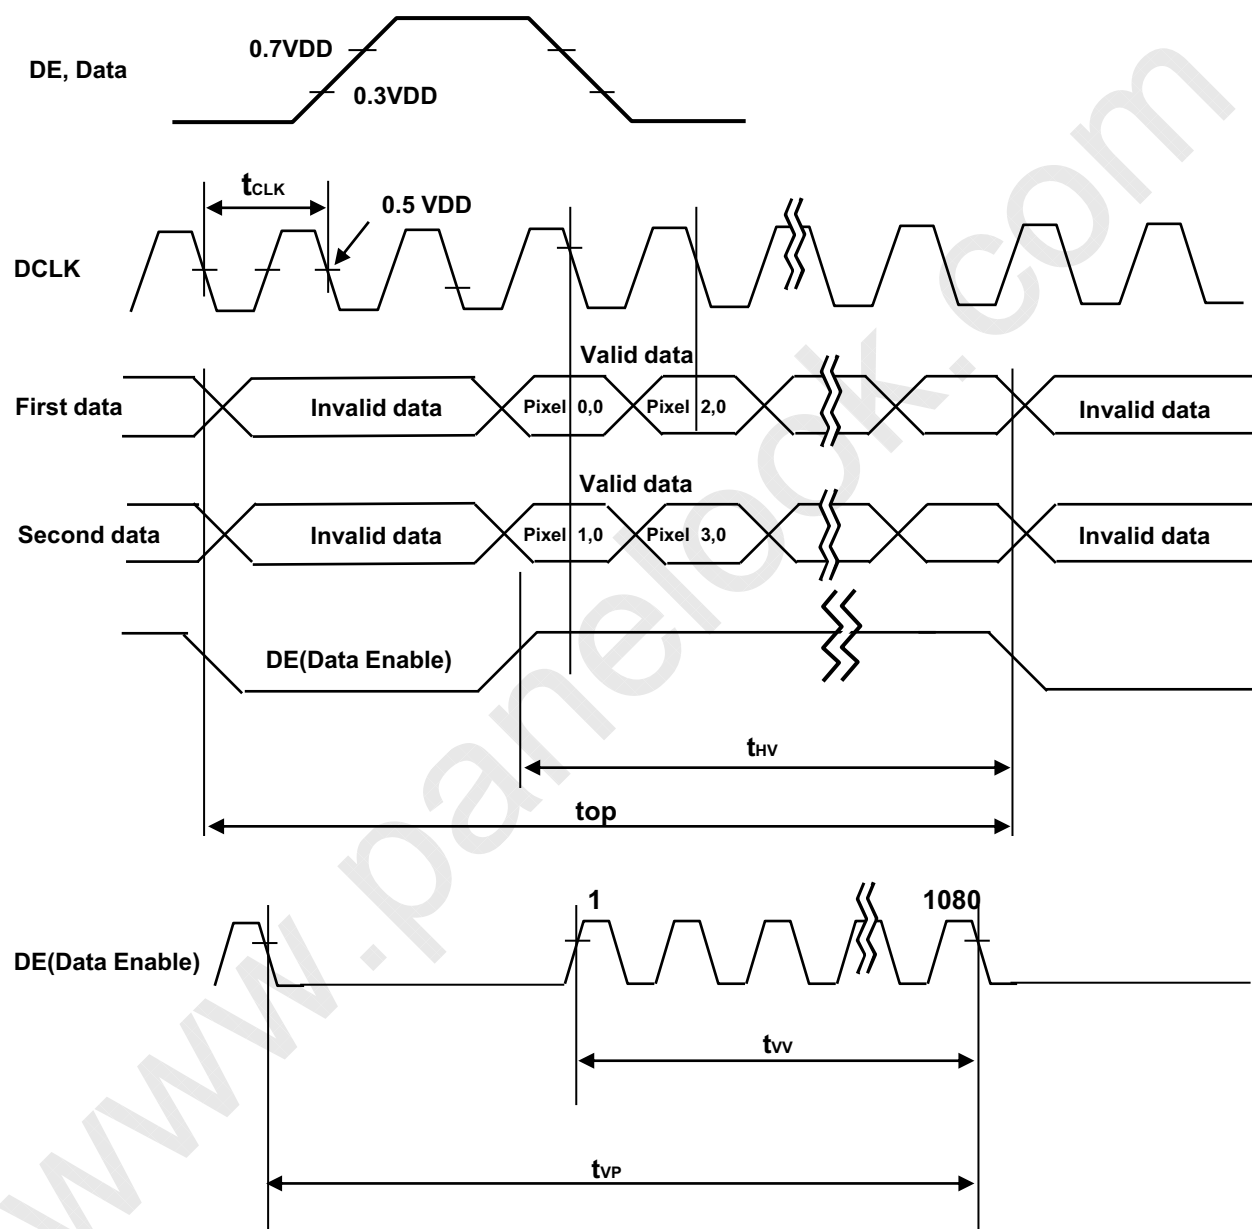 0.7VDD
DE, Data
0.3VDD
tCLK
0.5 VDD
DCLK
Valid data
First data
Invalid data
Pixel 0,0
Pixel 2,0
Invalid data
Valid data
Second data
Invalid data
Pixel 1,0
Pixel 3,0
Invalid data
DE(Data Enable)
tHV
top
1
1080
DE(Data Enable)
tVV
tVP
www.panelook.com